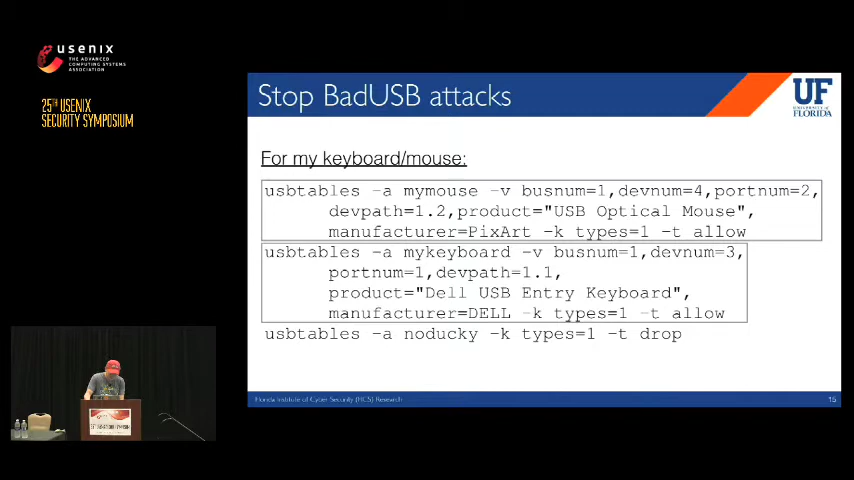 usenix
THE ADVANCED
COMPUTING SYSTEMS
ASSOCIATION
25TH USENIX
SECURITY SYMPOSIUM
Stop BadUSB attacks
UF
UNIVERSITY of
FLORIDA
For my keyboard/mouse:
usbtables -a mymouse -v busnum=1,devnum=4,portnum=2,
devpath=1.2,product="USB Optical Mouse",
manufacturer=PixArt -k types=1 -t allow
usbtables -a mykeyboard -v busnum=1,devnum=3,
portnum=1,devpath=1.1,
product="Dell USB Entry Keyboard",
manufacturer=DELL -k types=1 -t allow
usbtables -a noducky -k types=1 -t drop
Florida Institute of Cyber Security (FICS) Research
15